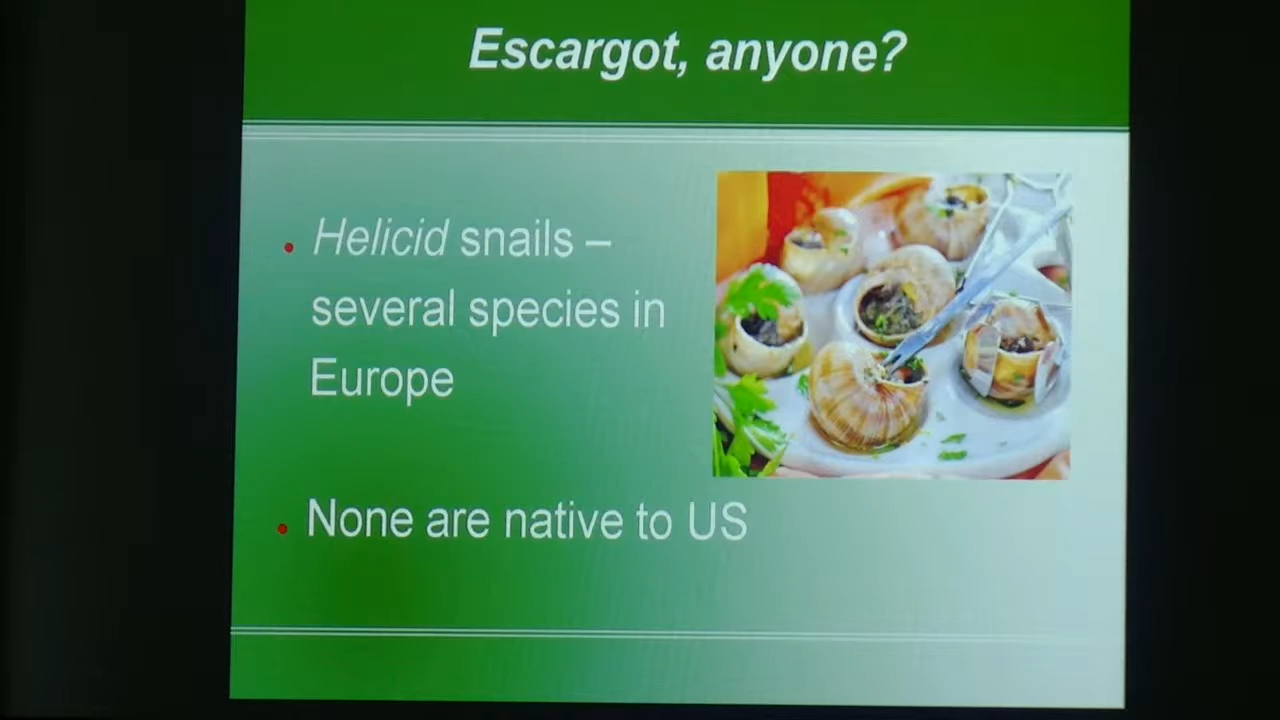 Escargot, anyone?
Helicid snails –
several species in
Europe
None are native to US